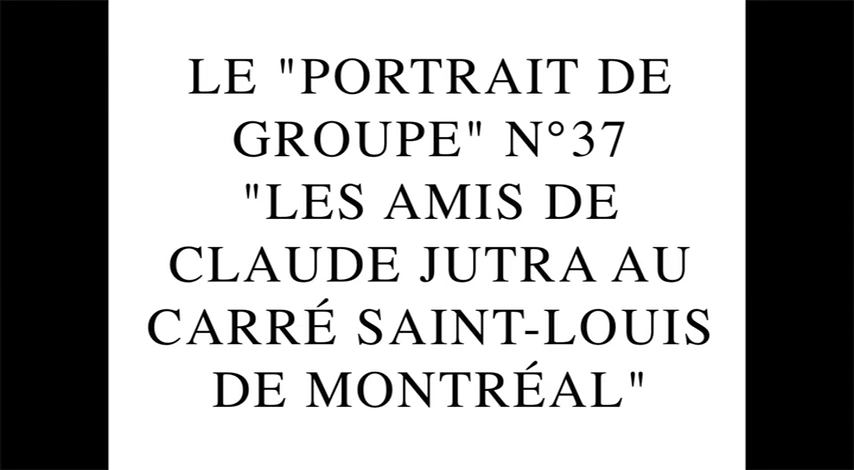 LE "PORTRAIT DE
GROUPE" N°37
"LES AMIS DE
CLAUDE JUTRA AU
CARRÉ SAINT-LOUIS
DE MONTRÉAL"